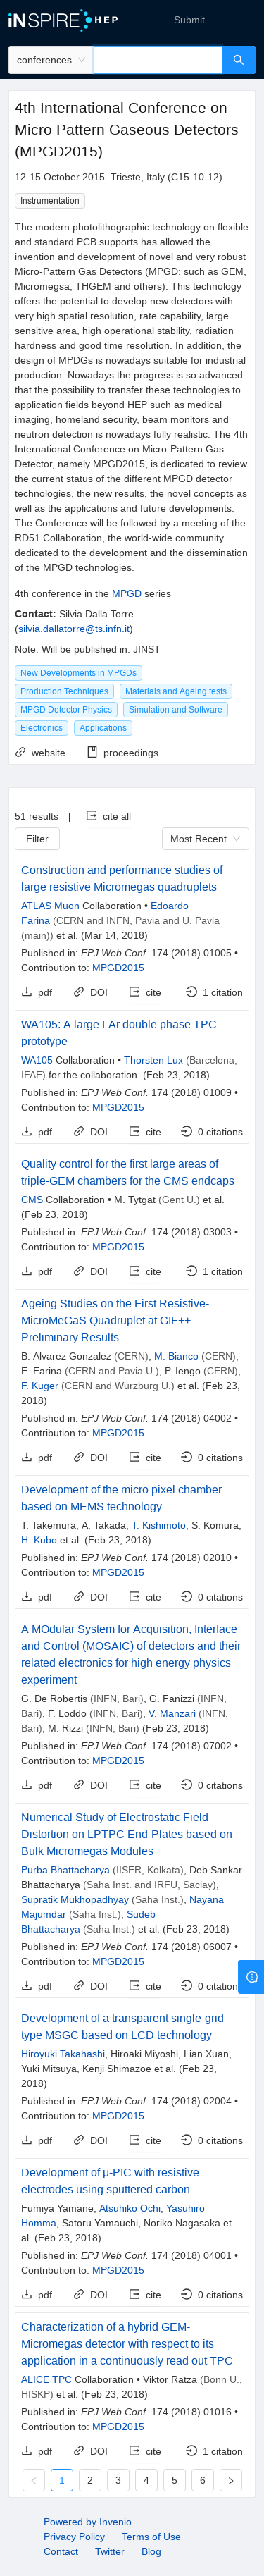 iNSPIRE HEP
Submit ···
conferences
4th International Conference on
Micro Pattern Gaseous Detectors
(MPGD2015)
12-15 October 2015. Trieste, Italy (C15-10-12)
Instrumentation
The modern photolithographic technology on flexible
and standard PCB supports has allowed the
invention and development of novel and very robust
Micro-Pattern Gas Detectors (MPGD: such as GEM,
Micromegas, THGEM and others). This technology
offers the potential to develop new detectors with
very high spatial resolution, rate capability, large
sensitive area, high operational stability, radiation
hardness and good time resolution. In addition, the
design of MPDGs is nowadays suitable for industrial
production. Nowadays the progress is so advanced
that the possibility to transfer these technologies to
application fields beyond HEP such as medical
imaging, homeland security, beam monitors and
neutron detection is nowadays fully realistic. The 4th
International Conference on Micro-Pattern Gas
Detector, namely MPGD2015, is dedicated to review
the current status of the different MPGD detector
technologies, in all their different aspects, as well as
of the applications and the future developments.
The Conference will be followed by a meeting of the
RD51 Collaboration, the world-wide community
dedicated to the development and the dissemination
of the MPGD technologies.
4th conference in the MPGD series
Contact: Silvia Dalla Torre
(silvia.dallatorre@ts.infn.it)
Note: Will be published in: JINST
New Developments in MPGDs
Production Techniques Materials and Ageing tests
MPGD Detector Physics Simulation and Software
Electronics Applications
website proceedings
51 results | cite all
Filter Most Recent
Construction and performance studies of
large resistive Micromegas quadruplets
ATLAS Muon Collaboration • Edoardo
Farina (CERN and INFN, Pavia and U. Pavia
(main)) et al. (Mar 14, 2018)
Published in: EPJ Web Conf. 174 (2018) 01005 •
Contribution to: MPGD2015
pdf DOI cite 1 citation
WA105: A large LAr double phase TPC
prototype
WA105 Collaboration • Thorsten Lux (Barcelona,
IFAE) for the collaboration. (Feb 23, 2018)
Published in: EPJ Web Conf. 174 (2018) 01009 •
Contribution to: MPGD2015
pdf DOI cite 0 citations
Quality control for the first large areas of
triple-GEM chambers for the CMS endcaps
CMS Collaboration • M. Tytgat (Gent U.) et al.
(Feb 23, 2018)
Published in: EPJ Web Conf. 174 (2018) 03003 •
Contribution to: MPGD2015
pdf DOI cite 1 citation
Ageing Studies on the First Resistive-
MicroMeGaS Quadruplet at GIF++
Preliminary Results
B. Alvarez Gonzalez (CERN), M. Bianco (CERN),
E. Farina (CERN and Pavia U.), P. Iengo (CERN),
F. Kuger (CERN and Wurzburg U.) et al. (Feb 23,
2018)
Published in: EPJ Web Conf. 174 (2018) 04002 •
Contribution to: MPGD2015
pdf DOI cite 0 citations
Development of the micro pixel chamber
based on MEMS technology
T. Takemura, A. Takada, T. Kishimoto, S. Komura,
H. Kubo et al. (Feb 23, 2018)
Published in: EPJ Web Conf. 174 (2018) 02010 •
Contribution to: MPGD2015
pdf DOI cite 0 citations
A MOdular System for Acquisition, Interface
and Control (MOSAIC) of detectors and their
related electronics for high energy physics
experiment
G. De Robertis (INFN, Bari), G. Fanizzi (INFN,
Bari), F. Loddo (INFN, Bari), V. Manzari (INFN,
Bari), M. Rizzi (INFN, Bari) (Feb 23, 2018)
Published in: EPJ Web Conf. 174 (2018) 07002 •
Contribution to: MPGD2015
pdf DOI cite 0 citations
Numerical Study of Electrostatic Field
Distortion on LPTPC End-Plates based on
Bulk Micromegas Modules
Purba Bhattacharya (IISER, Kolkata), Deb Sankar
Bhattacharya (Saha Inst. and IRFU, Saclay),
Supratik Mukhopadhyay (Saha Inst.), Nayana
Majumdar (Saha Inst.), Sudeb
Bhattacharya (Saha Inst.) et al. (Feb 23, 2018)
Published in: EPJ Web Conf. 174 (2018) 06007 •
Contribution to: MPGD2015
pdf DOI cite 0 citations
Development of a transparent single-grid-
type MSGC based on LCD technology
Hiroyuki Takahashi, Hiroaki Miyoshi, Lian Xuan,
Yuki Mitsuya, Kenji Shimazoe et al. (Feb 23,
2018)
Published in: EPJ Web Conf. 174 (2018) 02004 •
Contribution to: MPGD2015
pdf DOI cite 0 citations
Development of μ-PIC with resistive
electrodes using sputtered carbon
Fumiya Yamane, Atsuhiko Ochi, Yasuhiro
Homma, Satoru Yamauchi, Noriko Nagasaka et
al. (Feb 23, 2018)
Published in: EPJ Web Conf. 174 (2018) 04001 •
Contribution to: MPGD2015
pdf DOI cite 0 citations
Characterization of a hybrid GEM-
Micromegas detector with respect to its
application in a continuously read out TPC
ALICE TPC Collaboration • Viktor Ratza (Bonn U.,
HISKP) et al. (Feb 23, 2018)
Published in: EPJ Web Conf. 174 (2018) 01016 •
Contribution to: MPGD2015
pdf DOI cite 1 citation
1 2 3 4 5 6
Powered by Invenio
Privacy Policy Terms of Use
Contact Twitter Blog